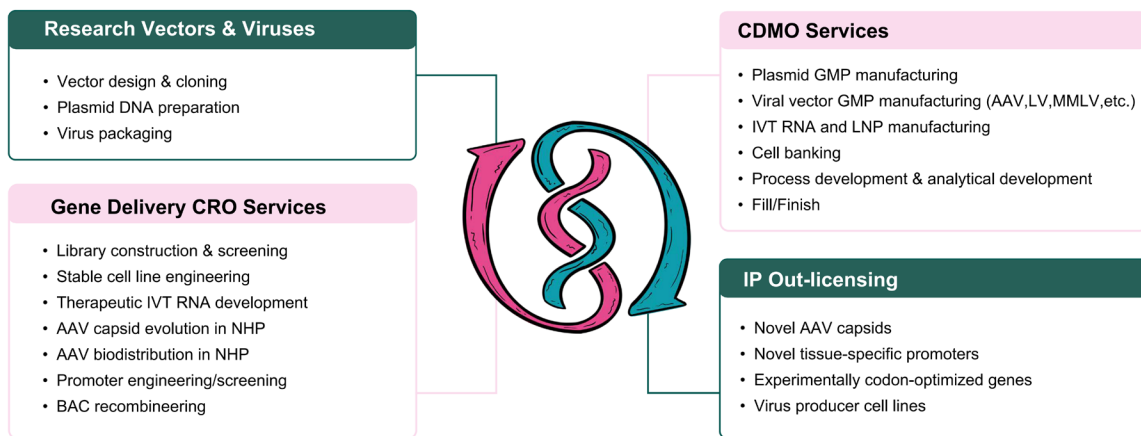 Research Vectors & Viruses
• Vector design & cloning
• Plasmid DNA preparation
• Virus packaging
Gene Delivery CRO Services
• Library construction & screening
• Stable cell line engineering
• Therapeutic IVT RNA development
• AAV capsid evolution in NHP
• AAV biodistribution in NHP
• Promoter engineering/screening
• BAC recombineering
CDMO Services
• Plasmid GMP manufacturing
• Viral vector GMP manufacturing (AAV,LV,MMLV,etc.)
• IVT RNA and LNP manufacturing
• Cell banking
• Process development & analytical development
• Fill/Finish
IP Out-licensing
• Novel AAV capsids
• Novel tissue-specific promoters
• Experimentally codon-optimized genes
• Virus producer cell lines